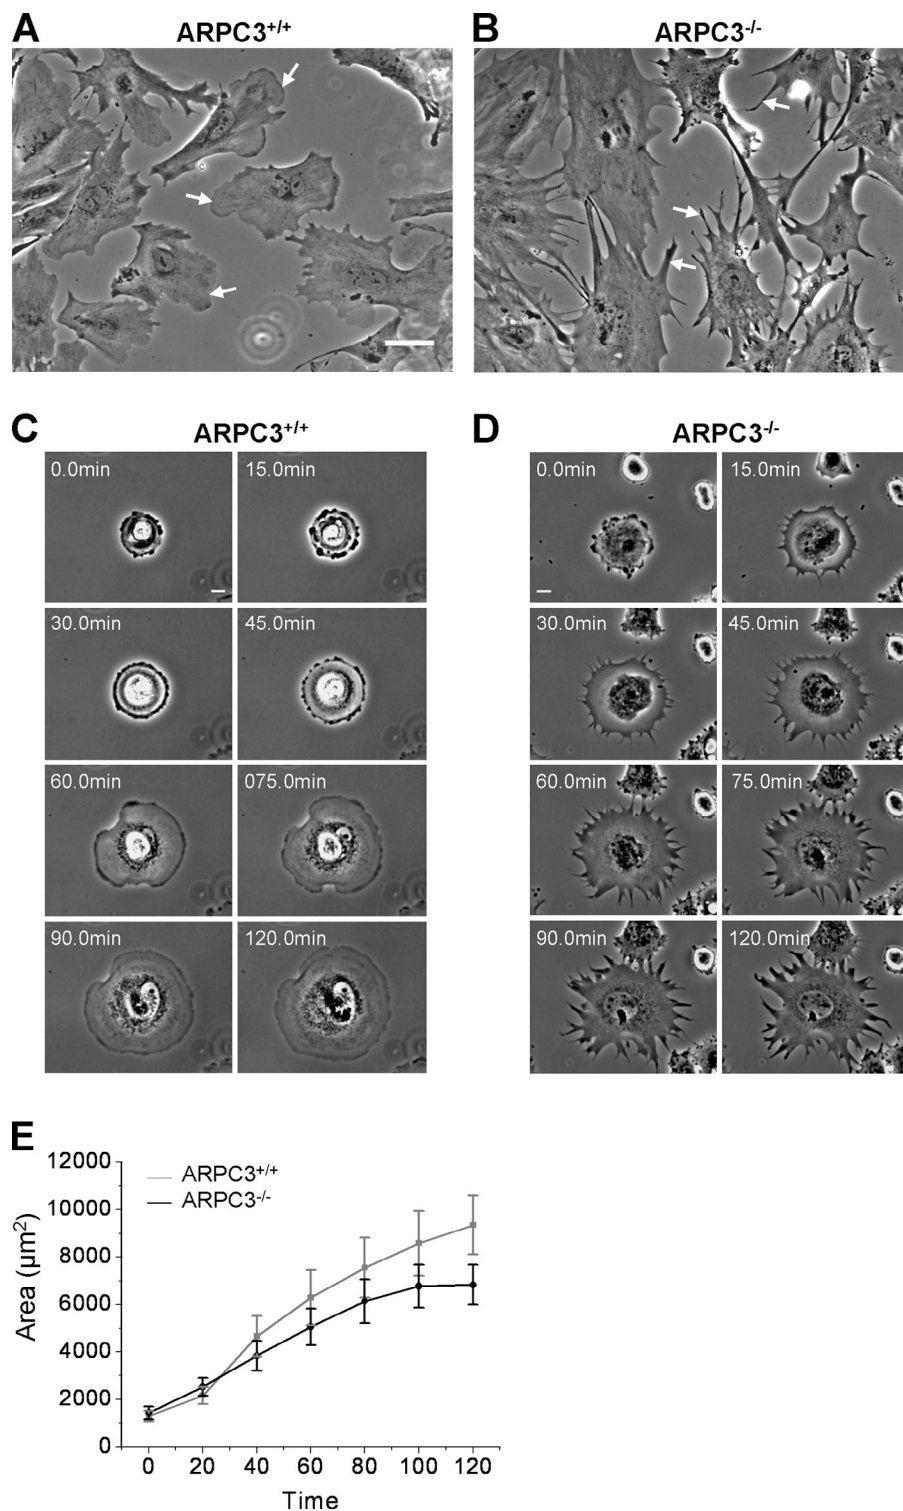 A ARPC3+/+
B ARPC3-/-
C ARPC3+/+
0.0min 15.0min
30.0min 45.0min
60.0min 075.0min
90.0min 120.0min
D ARPC3-/-
0.0min 15.0min
30.0min 45.0min
60.0min 75.0min
90.0min 120.0min
E
ARPC3+/+
ARPC3-/-
Area (µm²)
12000
10000
8000
6000
4000
2000
0
0 20 40 60 80 100 120
Time